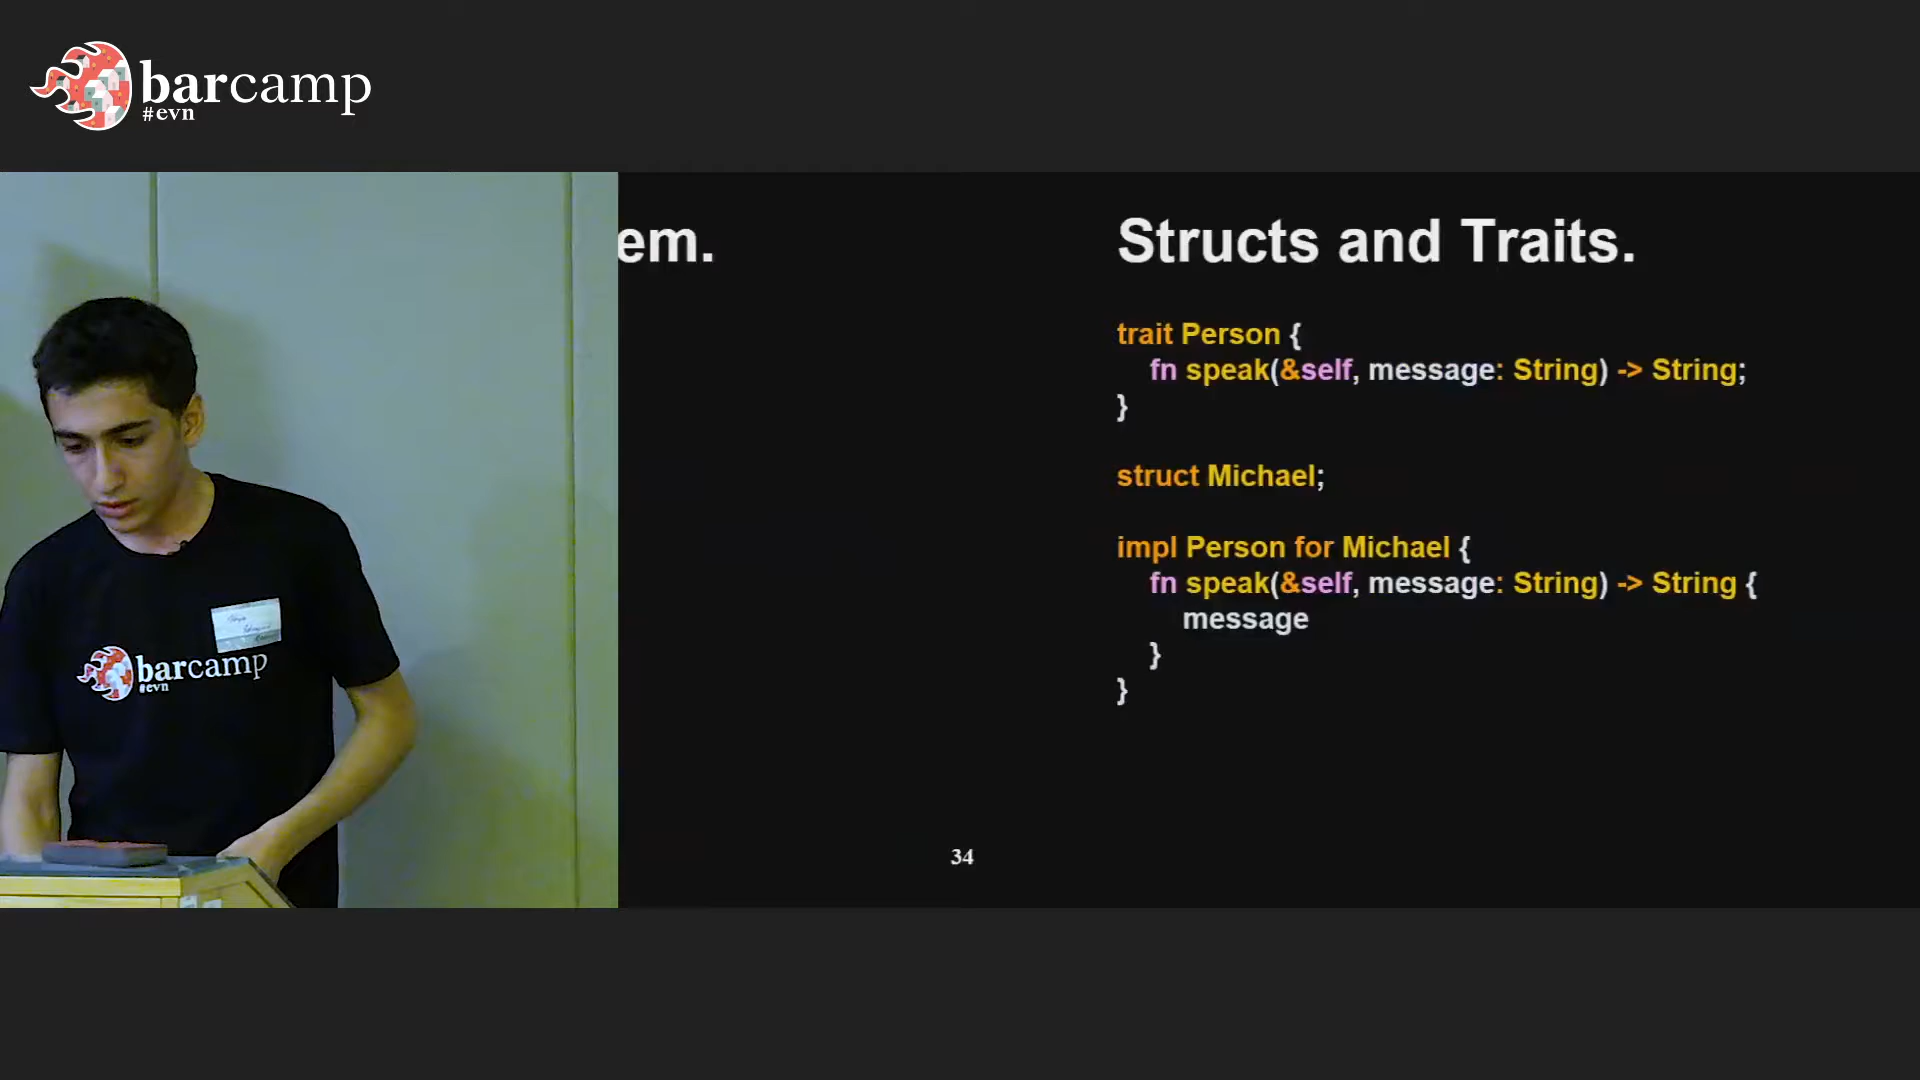 barcamp
#evn
em.
Structs and Traits.
trait Person {
fn speak(&self, message: String) -> String;
}
struct Michael;
impl Person for Michael {
fn speak(&self, message: String) -> String {
message
}
}
34
barcamp
#evn